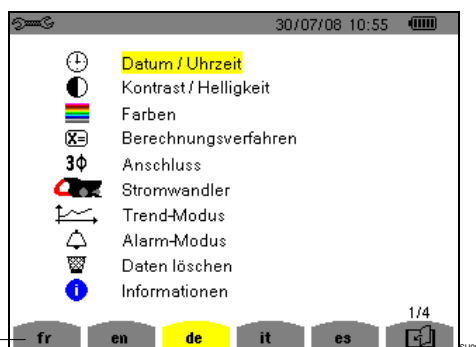 30/07/08 10:55
Datum / Uhrzeit
Kontrast / Helligkeit
Farben
X= Berechnungsverfahren
3Φ Anschluss
Stromwandler
Trend-Modus
Alarm-Modus
Daten löschen
i Informationen
1/4
fr en de it es